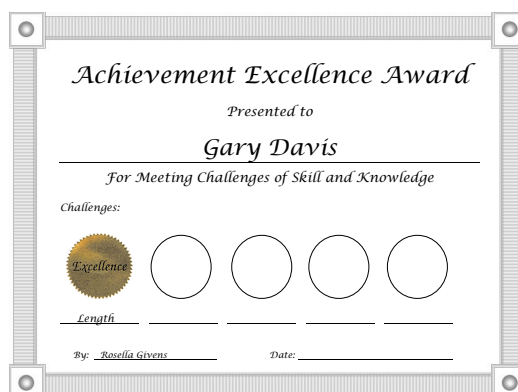 Achievement Excellence Award
Presented to
Gary Davis
For Meeting Challenges of Skill and Knowledge
Challenges:
Excellence
Length
By: Rosella Givens Date: